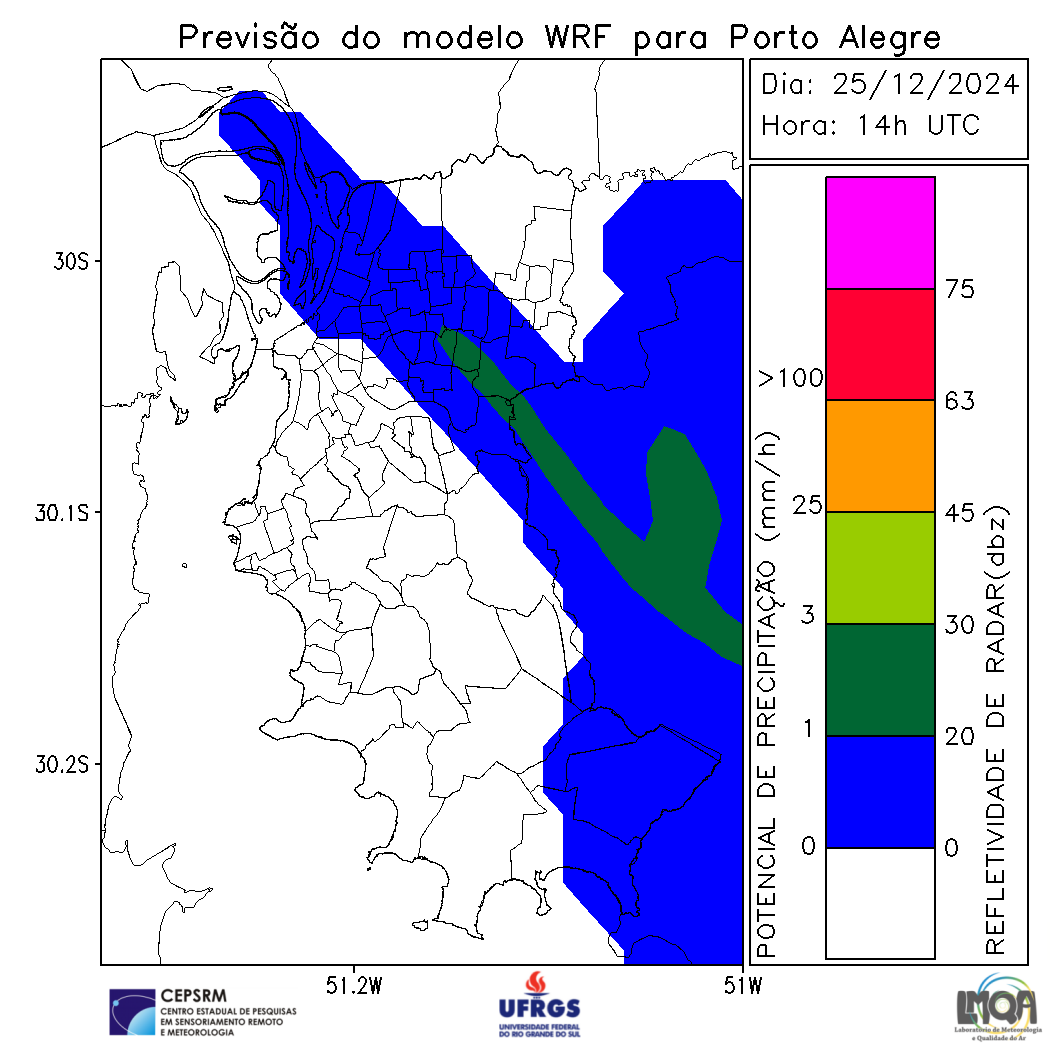 Previsão do modelo WRF para Porto Alegre
Dia: 25/12/2024
Hora: 14h UTC
30S
30.1S
30.2S
51.2W
51W
POTENCIAL DE PRECIPITAÇÃO (mm/h)
>100
25
3
1
0
75
63
45
30
20
0
REFLETIVIDADE DE RADAR(dbz)
CEPSRM
CENTRO ESTADUAL DE PESQUISAS
EM SENSORIAMENTO REMOTO
E METEOROLOGIA
UFRGS
UNIVERSIDADE FEDERAL
DO RIO GRANDE DO SUL
LMQA
Laboratório de Meteorologia
e Qualidade do Ar